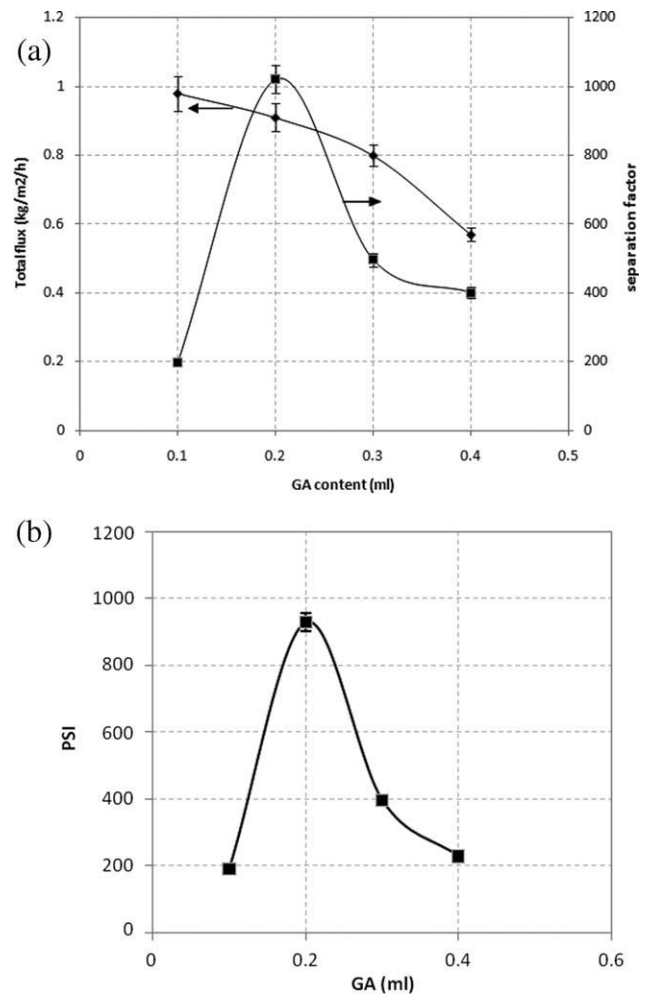 (a)
1.2
1
0.8
0.6
0.4
0.2
0
Total flux (kg/m2/h)
1200
1000
800
600
400
200
0
separation factor
0 0.1 0.2 0.3 0.4 0.5
GA content (ml)
(b)
1200
1000
800
600
400
200
0
PSI
0 0.2 0.4 0.6
GA (ml)